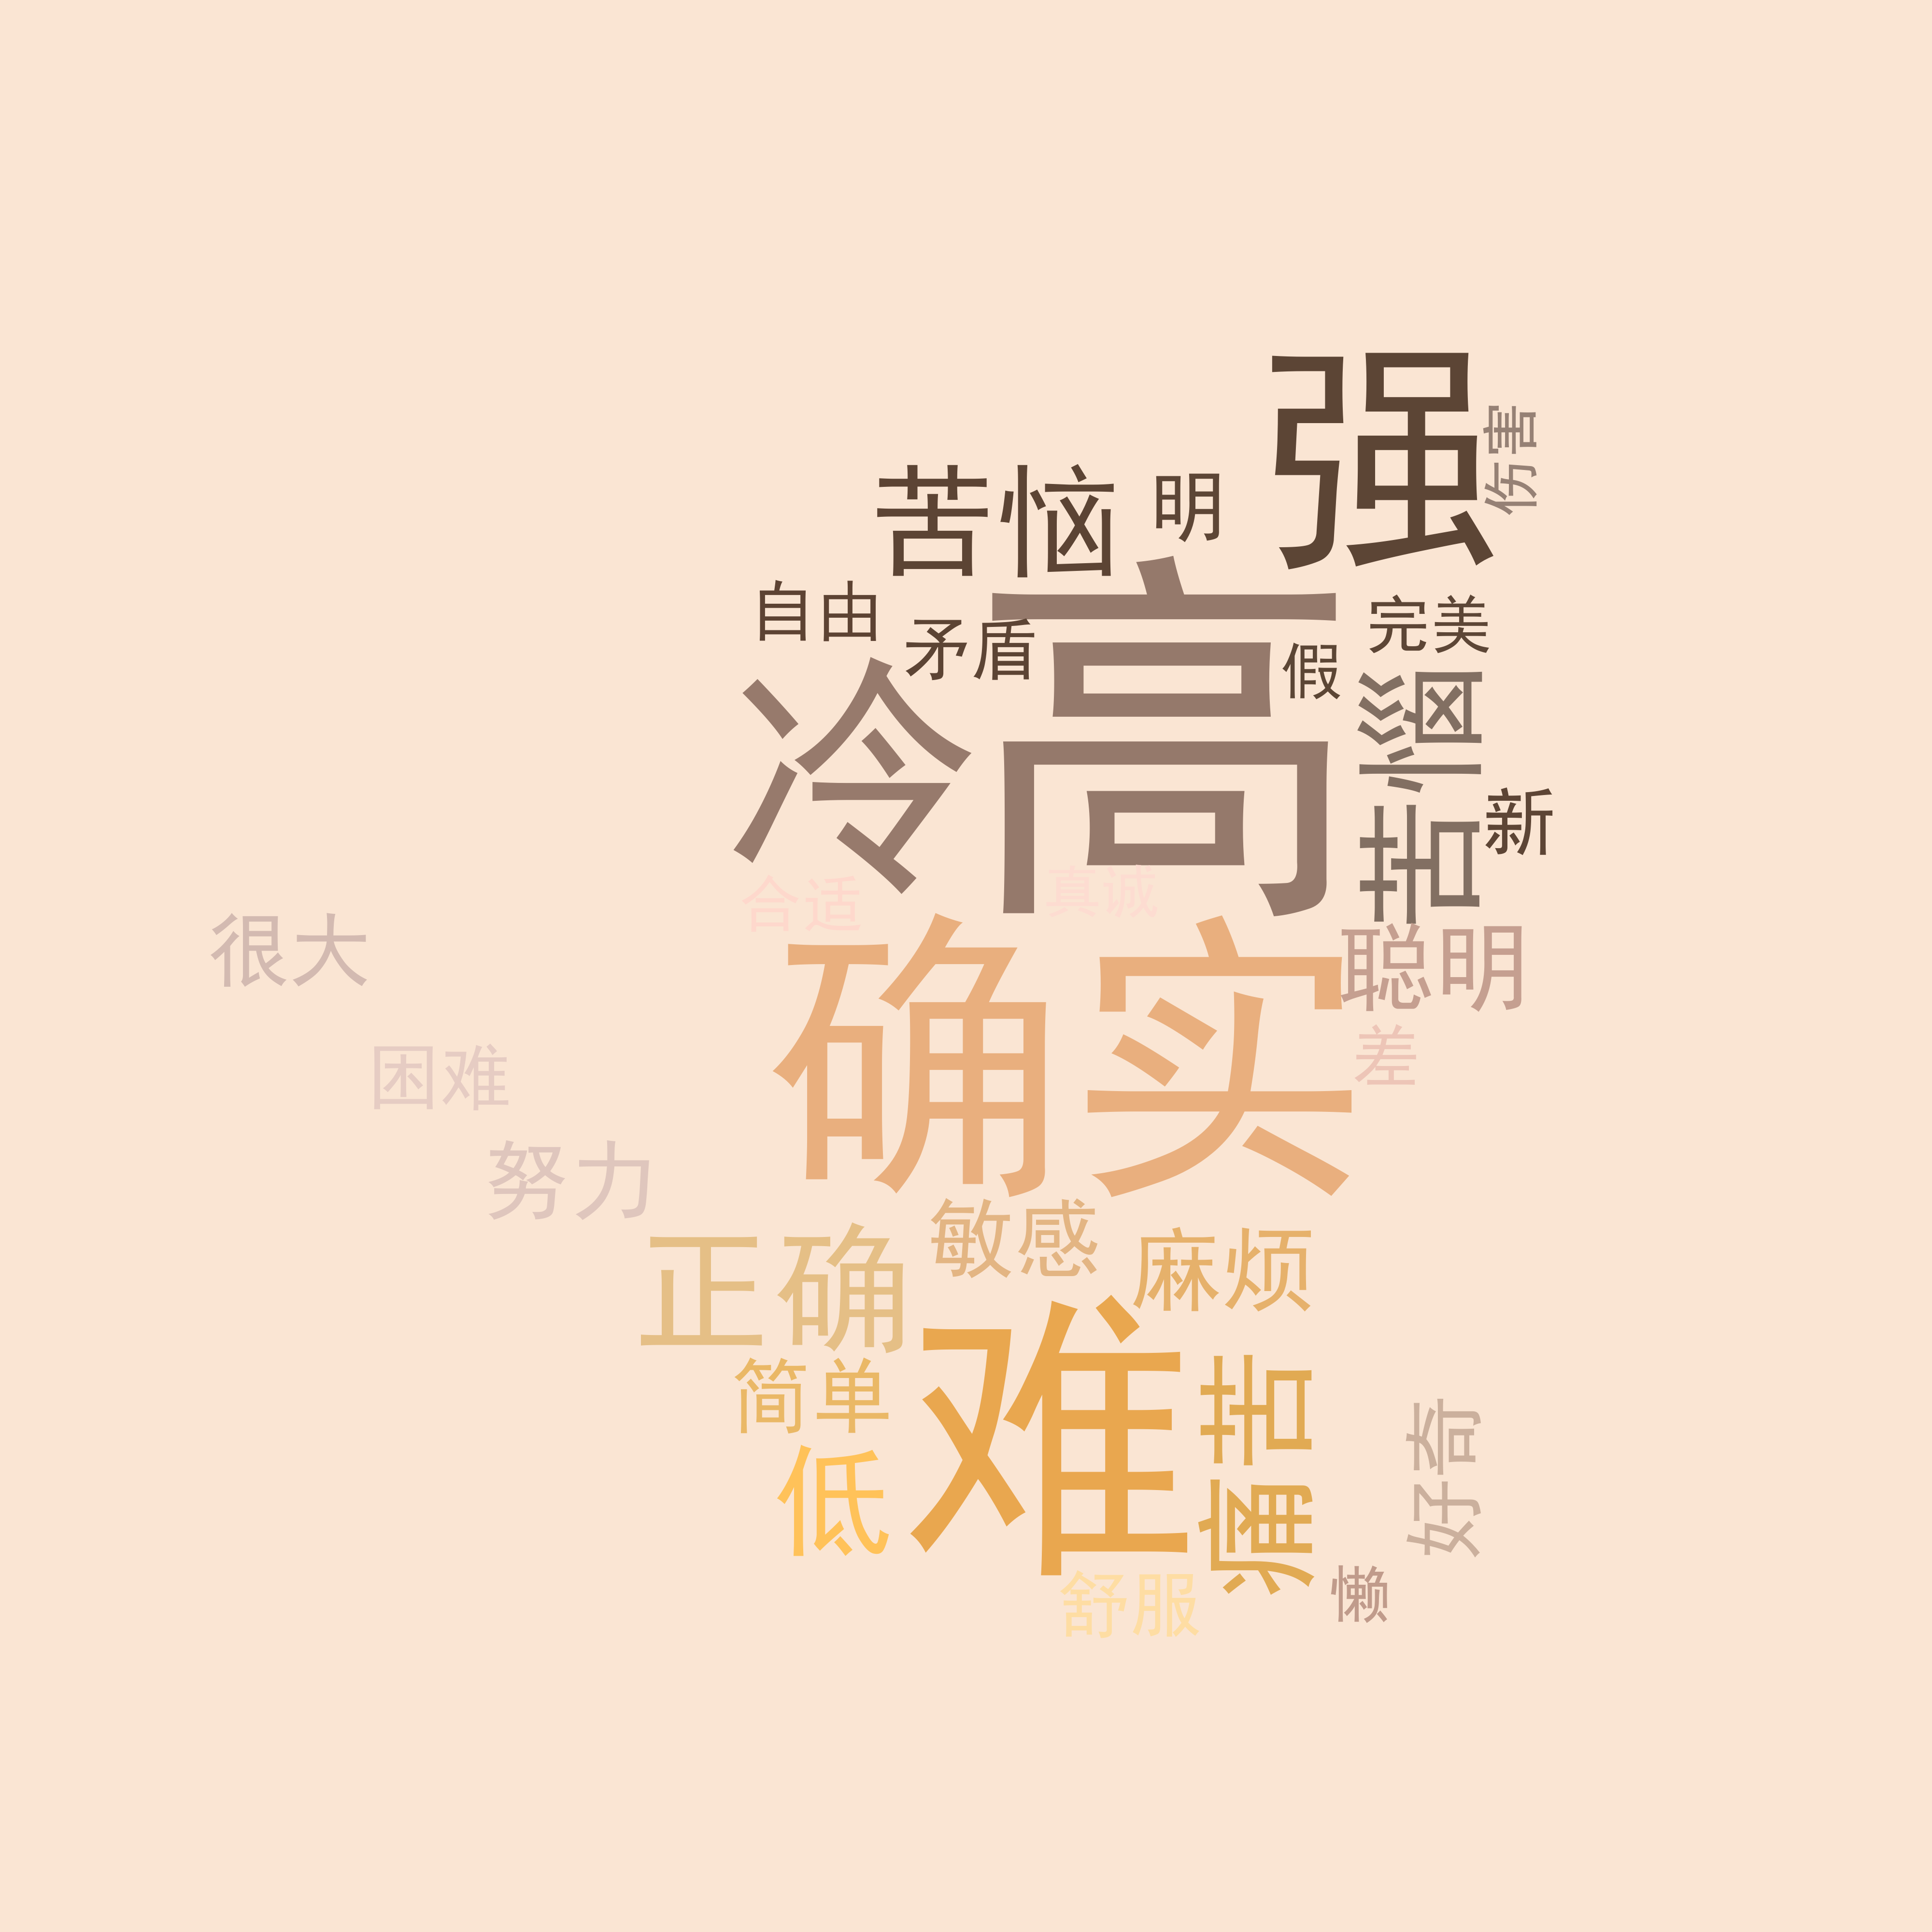 强
伤害
苦恼
明
自由
矛盾
高
完美
假
冷
苦惱
新
合适
真诚
很大
确实
聪明
差
困难
努力
敏感
正确
麻烦
难
简单
痛苦
好奇
低
舒服
懒